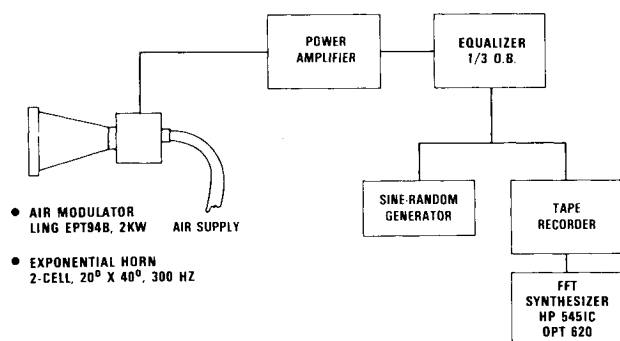 POWER
AMPLIFIER
EQUALIZER
1/3 O.B.
SINE-RANDOM
GENERATOR
TAPE
RECORDER
FFT
SYNTHESIZER
HP 5451C
OPT 620
AIR SUPPLY
• AIR MODULATOR
LING EPT94B, 2KW
• EXPONENTIAL HORN
2-CELL, 20° X 40°, 300 HZ